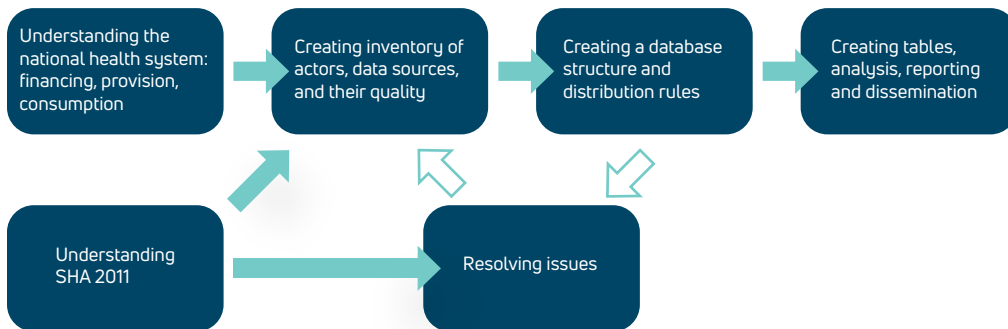 Understanding the
national health system:
financing, provision,
consumption
Creating inventory of
actors, data sources,
and their quality
Creating a database
structure and
distribution rules
Creating tables,
analysis, reporting
and dissemination
Understanding
SHA 2011
Resolving issues